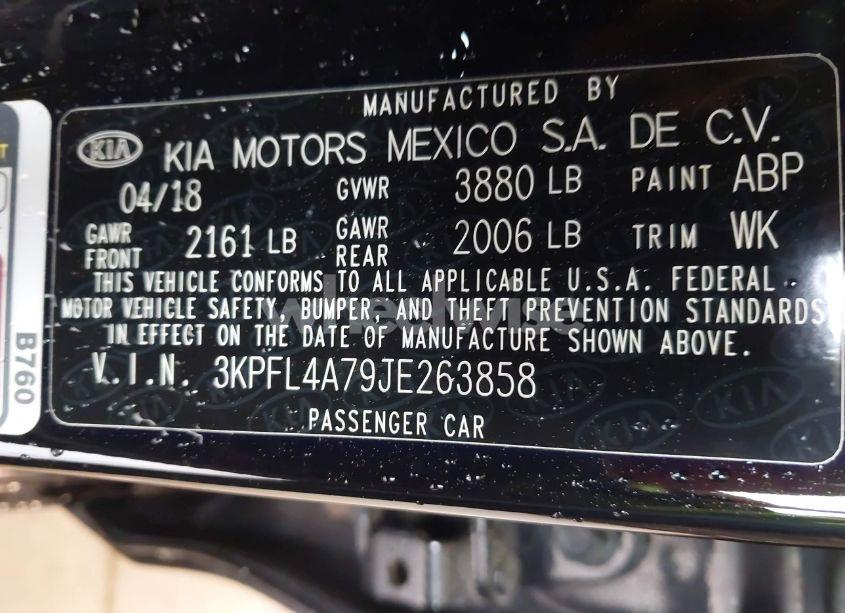 MANUFACTURED BY
KIA KIA MOTORS MEXICO S.A. DE C.V.
04/18 GVWR 3880 LB PAINT ABP
GAWR FRONT 2161 LB GAWR REAR 2006 LB TRIM WK
THIS VEHICLE CONFORMS TO ALL APPLICABLE U.S.A. FEDERAL
MOTOR VEHICLE SAFETY, BUMPER, AND THEFT PREVENTION STANDARDS
IN EFFECT ON THE DATE OF MANUFACTURE SHOWN ABOVE.
V.I.N. 3KPFL4A79JE263858
PASSENGER CAR
B760